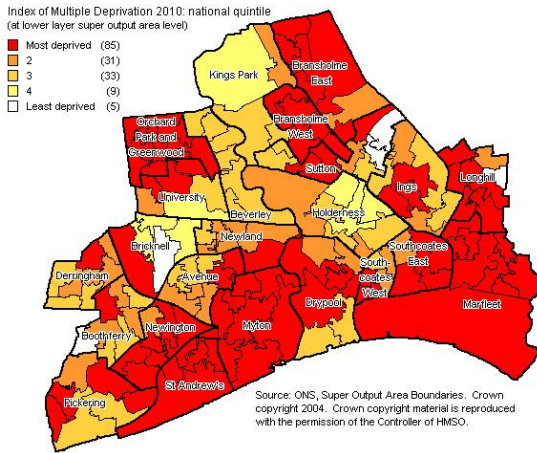 Index of Multiple Deprivation 2010: national quintile
(at lower layer super output area level)
Most deprived (85)
2 (31)
3 (33)
4 (9)
Least deprived (5)
Kings Park
Bransholme
East
Orchard
Park and
Greenwood
Bransholme
West
Sutton
Longhill
Ings
University
Beverley
Holderness
Bricknell
Newland
Southcoates
East
Derringham
Avenue
South-
coates
West
Marfleet
Drypool
Boothferry
Newington
Myton
Pickering
St Andrew's
Source: ONS, Super Output Area Boundaries. Crown
copyright 2004. Crown copyright material is reproduced
with the permission of the Controller of HMSO.